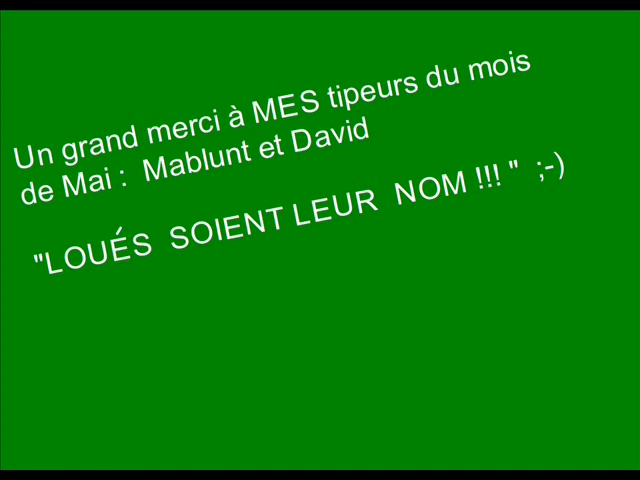 Un grand merci à MES tipeurs du mois
de Mai :  Mablunt et David
"LOUÉS  SOIENT LEUR  NOM !!! "  ;-)